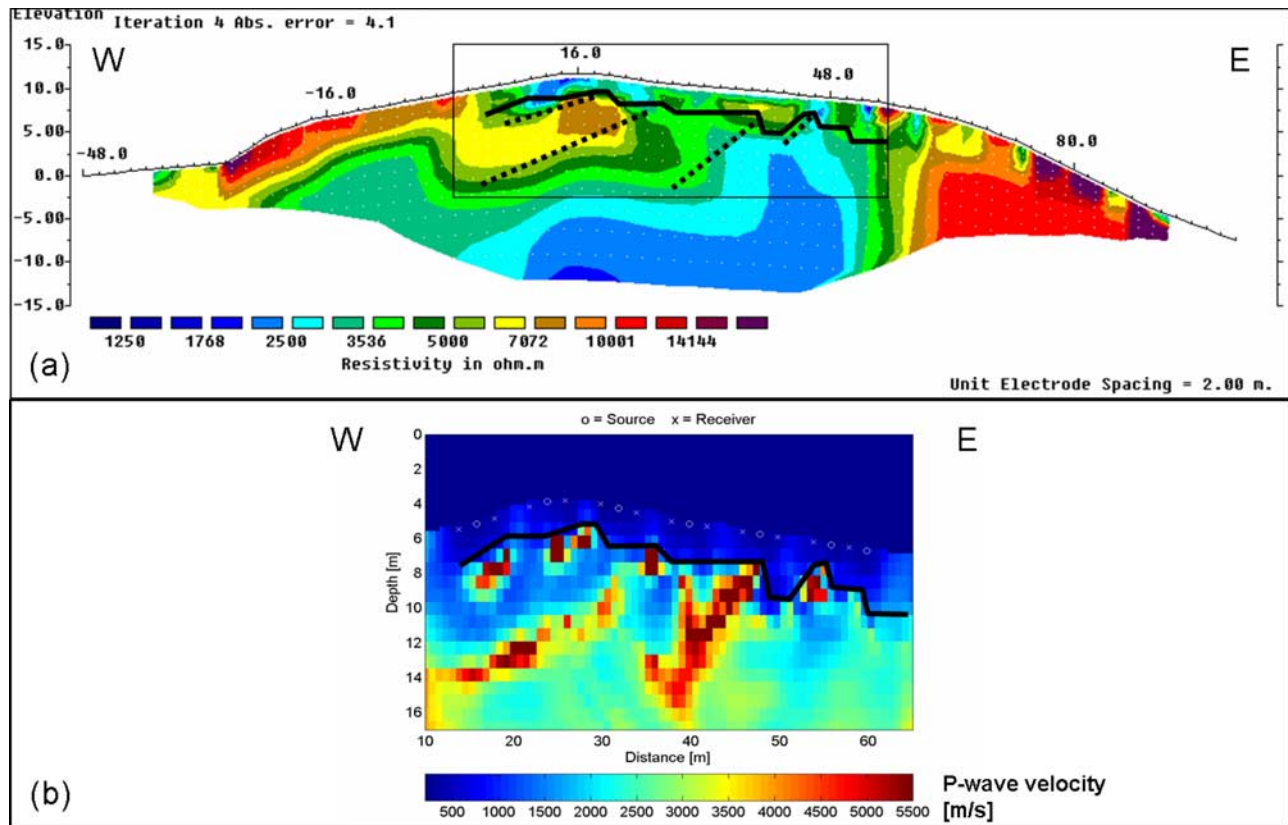 Elevation
Iteration 4 Abs. error = 4.1
15.0
10.0
5.00
0.0
-5.00
-10.0
-15.0
W
E
-48.0
-16.0
16.0
48.0
80.0
1250 1768 2500 3536 5000 7072 10001 14144
Resistivity in ohm.m
(a)
Unit Electrode Spacing = 2.00 m.
o = Source x = Receiver
W
E
0
2
4
6
8
10
12
14
16
Depth [m]
10 20 30 40 50 60
Distance [m]
(b)
500 1000 1500 2000 2500 3000 3500 4000 4500 5000 5500
P-wave velocity
[m/s]